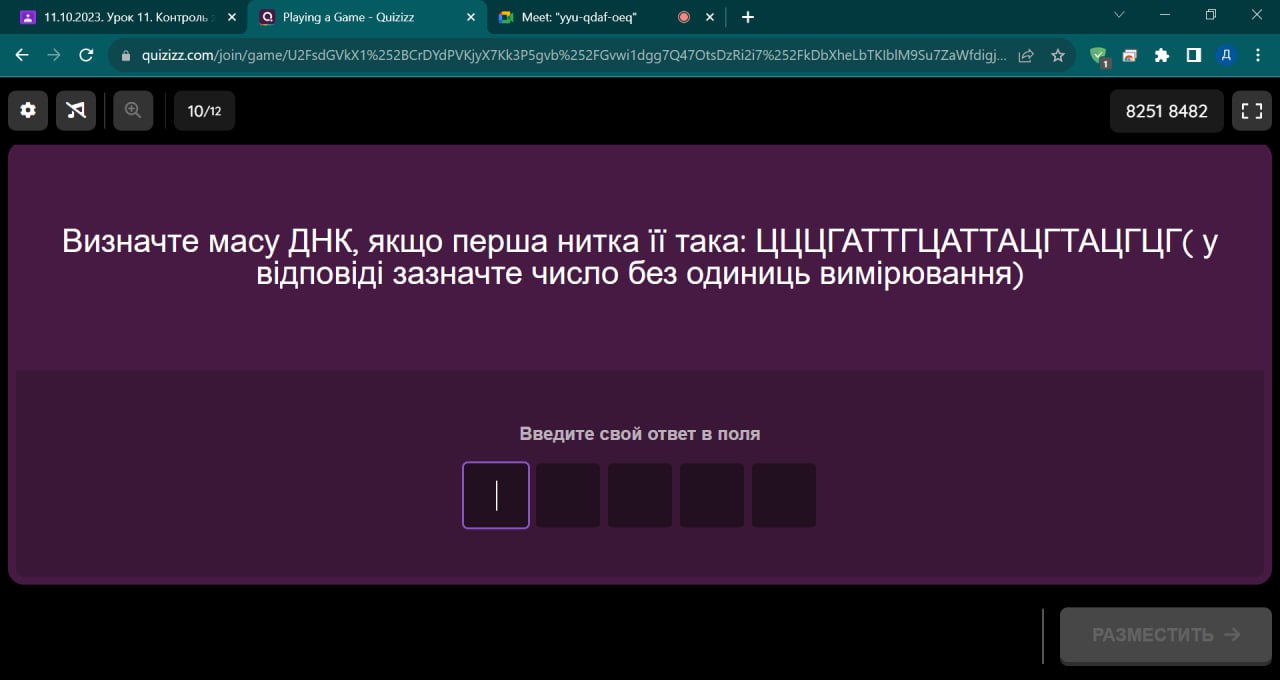 11.10.2023. Урок 11. Контроль
Playing a Game - Quizizz
Meet: "yyu-qdaf-oeq"
quizizz.com/join/game/U2FsdGVkX1%252BCrDYdPVKjyX7Kk3P5gvb%252FGvwi1dgg7Q47OtsDzRi2i7%252FkDbXheLbTKIblM9Su7ZaWfdigj...
1
Д
10/12
8251 8482
Визначте масу ДНК, якщо перша нитка її така: ЦЦЦГАТТГЦАТТАЦГТАЦГЦГ( у
відповіді зазначте число без одиниць вимірювання)
Введите свой ответ в поля
РАЗМЕСТИТЬ